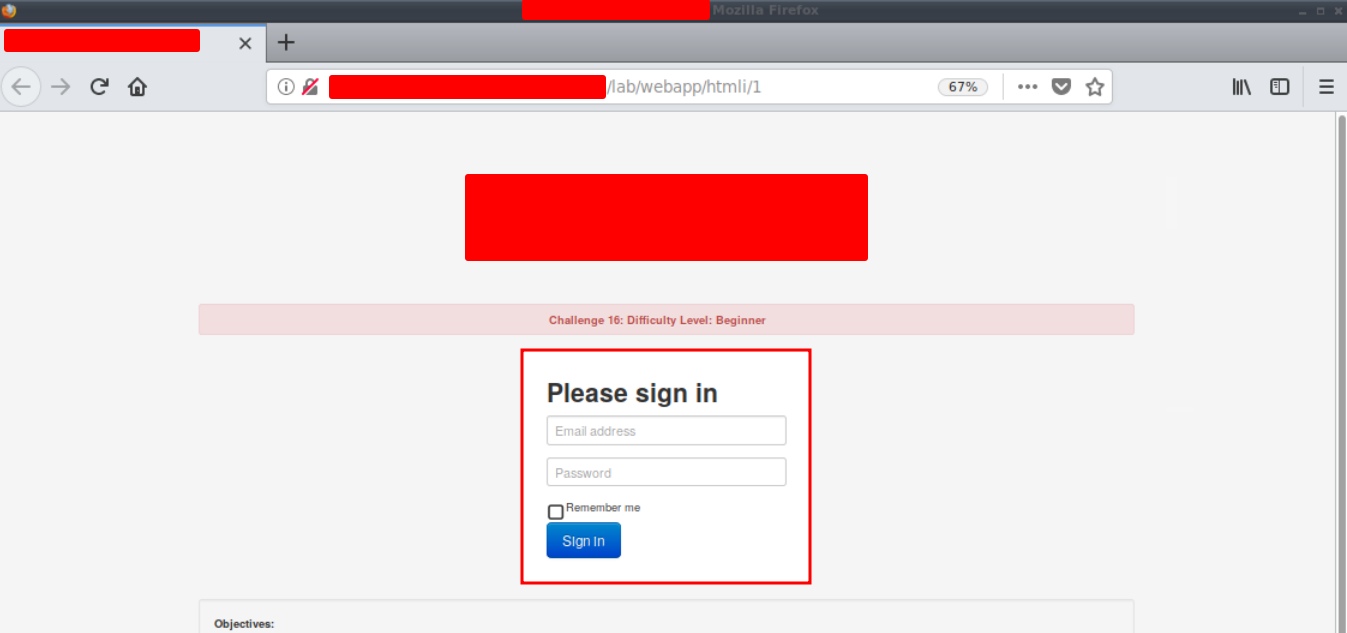 Mozilla Firefox
/lab/webapp/htmli/1
67%
Challenge 16: Difficulty Level: Beginner
Please sign in
Email address
Password
Remember me
Sign in
Objectives: